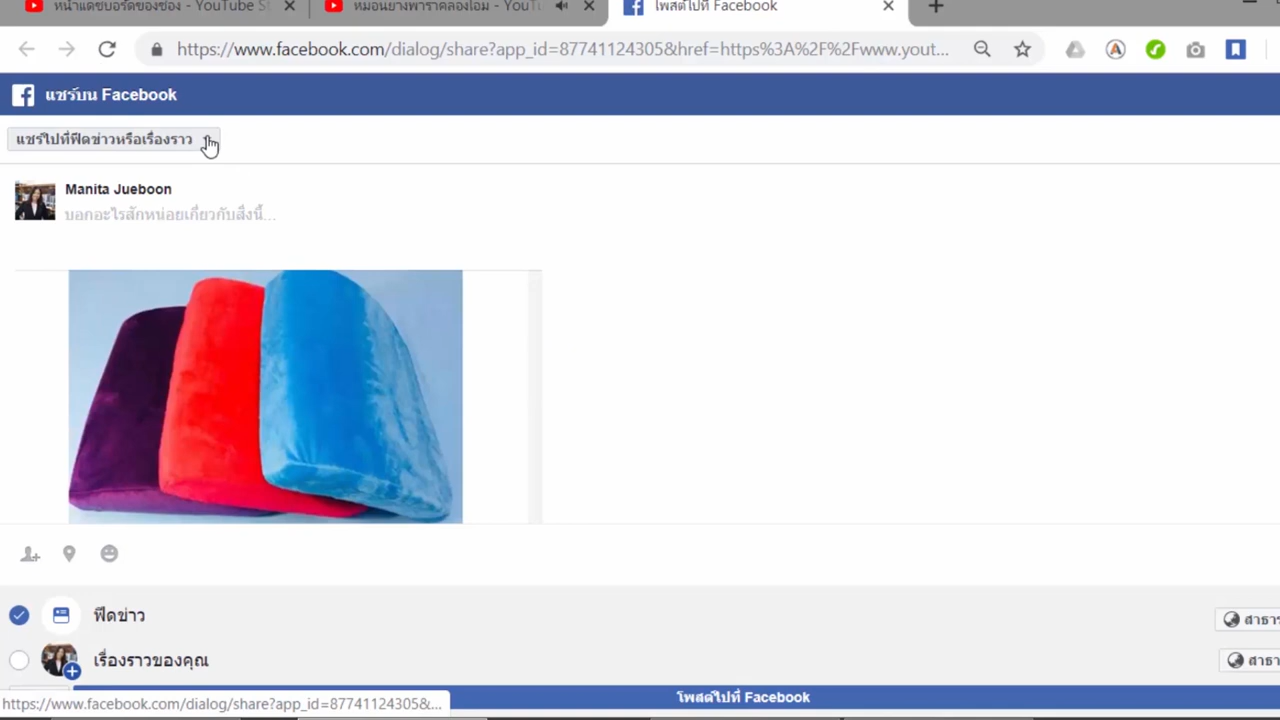 หน้าแดชบอร์ดของช่อง - YouTube St
หมอนยางพาราคลองโอม - YouTu
โพสต์ไปที่ Facebook
https://www.facebook.com/dialog/share?app_id=87741124305&href=https%3A%2F%2Fwww.yout...
แชร์บน Facebook
แชร์ไปที่ฟีดข่าวหรือเรื่องราว
Manita Jueboon
บอกอะไรสักหน่อยเกี่ยวกับสิ่งนี้...
ฟีดข่าว
สาธาร
เรื่องราวของคุณ
สาธาร
https://www.facebook.com/dialog/share?app_id=87741124305&...
โพสต์ไปที่ Facebook